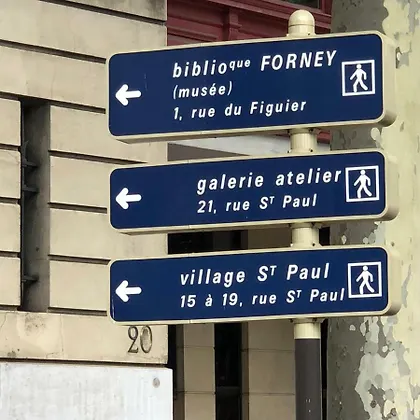 biblioque FORNEY
(musée)
1, rue du Figuier
galerie atelier
21, rue ST Paul
village ST Paul
15 à 19, rue ST Paul
20